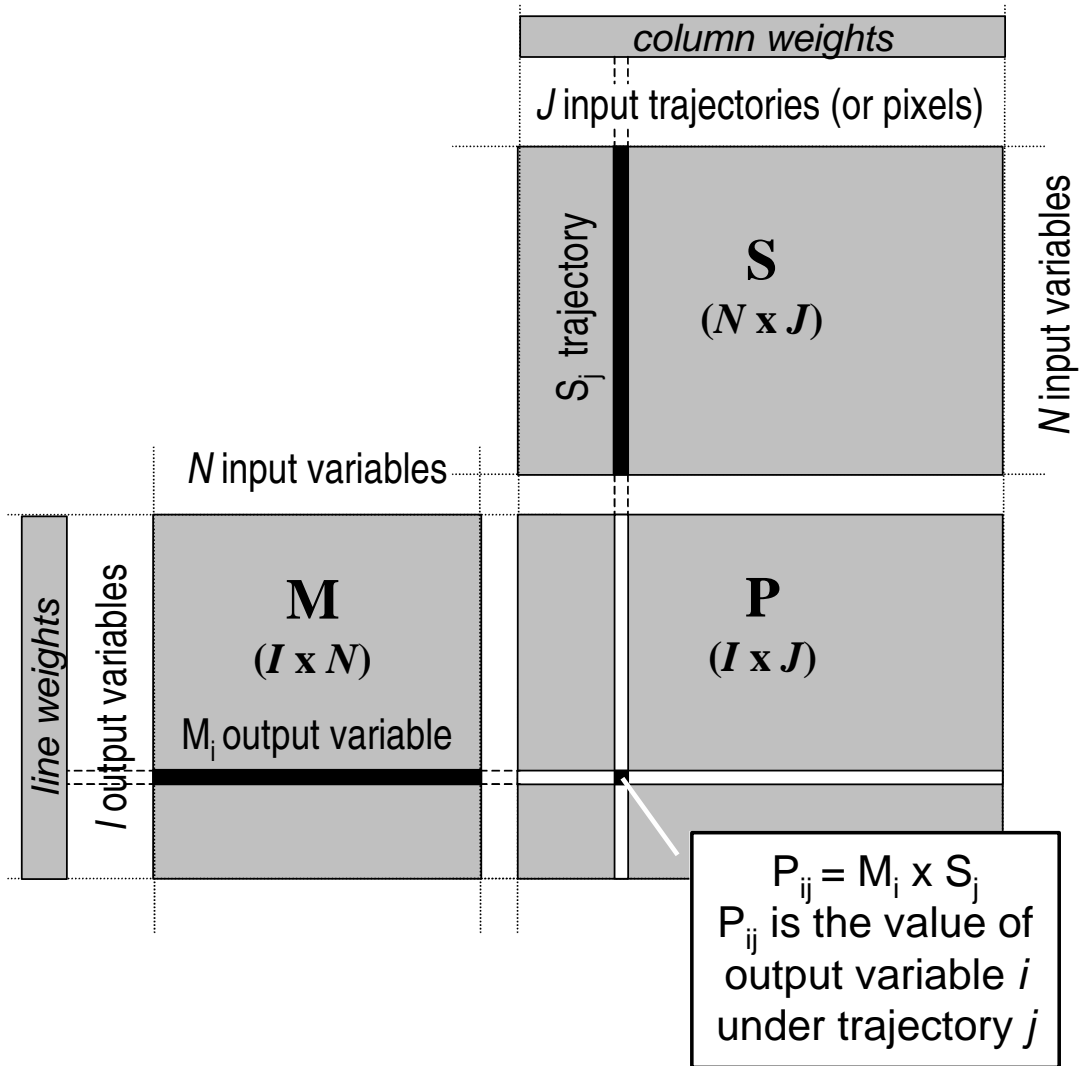 column weights
J input trajectories (or pixels)
S
(N x J)
Sj trajectory
N input variables
N input variables
line weights
I output variables
M
(I x N)
Mi output variable
P
(I x J)
Pij = Mi x Sj
Pij is the value of
output variable i
under trajectory j